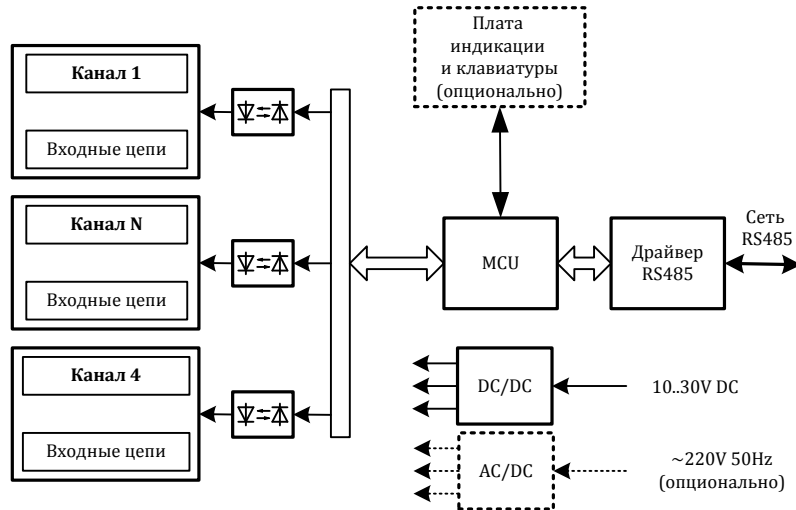 Плата
индикации
и клавиатуры
(опционально)
Канал 1
Входные цепи
Канал N
Входные цепи
MCU
Драйвер
RS485
Сеть
RS485
Канал 4
Входные цепи
DC/DC
10..30V DC
AC/DC
~220V 50Hz
(опционально)